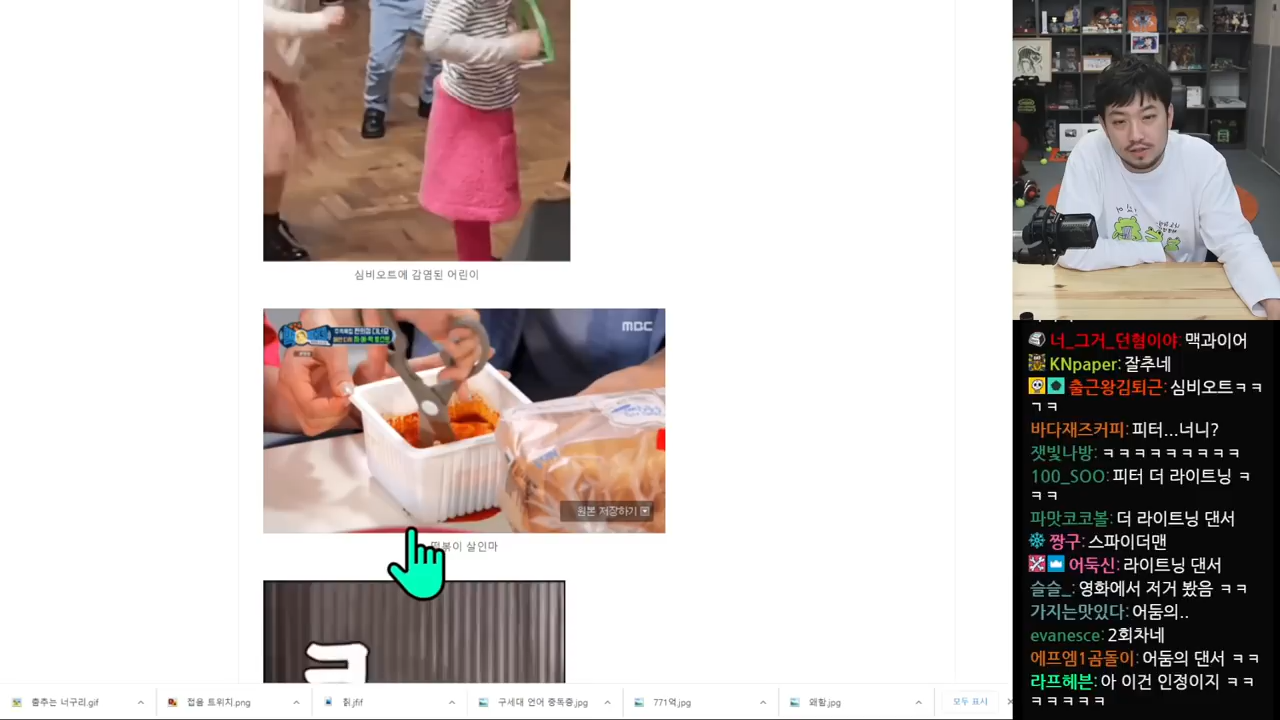 심비오트에 감염된 어린이
MBC
원본 저장하기
떡볶이 살인마
ㅋ
춤추는 너구리.gif
접을 트위치.png
칡.jfif
구세대 언어 중독증.jpg
771역.jpg
왜함.jpg
모두 표시
너_그거_던혐이야: 맥과이어
KNpaper: 잘추네
출근왕김퇴근: 심비오트ㅋㅋ
ㄱㅋ
바다재즈커피: 피터...너니?
잿빛나방: ㅋㅋㅋㅋㅋㅋㅋㅋㅋ
100_SOO: 피터 더 라이트닝 ㅋ
ㅋㅋ
파맛코코볼: 더 라이트닝 댄서
짱구: 스파이더맨
어둑신: 라이트닝 댄서
슬슬_: 영화에서 저거 봤음 ㅋㅋ
가지는맛있다: 어둠의..
evanesce: 2회차네
에프엠1곰돌이: 어둠의 댄서 ㅋㅋ
라프헤븐: 아 이건 인정이지 ㅋㅋ
ㅋㅋㅋㅋㅋ